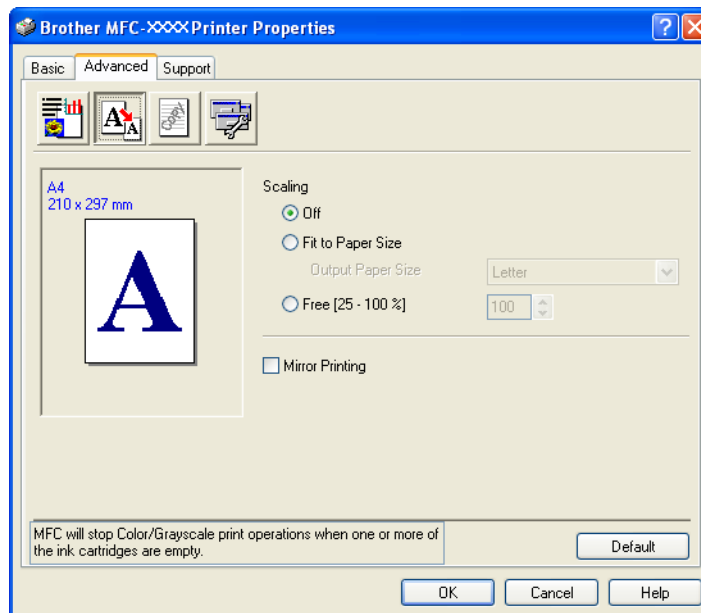 Brother MFC-XXXX Printer Properties
Basic
Advanced
Support
COPY
A4
210 x 297 mm
A
Scaling
Off
Fit to Paper Size
Output Paper Size
Letter
Free [25 - 100 %]
100
Mirror Printing
MFC will stop Color/Grayscale print operations when one or more of
the ink cartridges are empty.
Default
OK
Cancel
Help